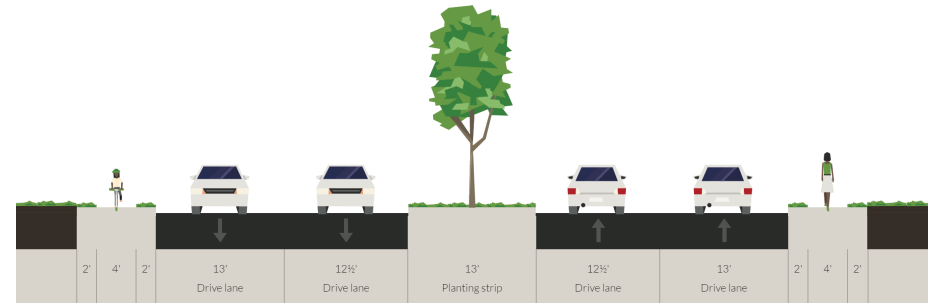 2' 4' 2' 13' 12½' 13' 12½' 13' 2' 4' 2'
Drive lane Drive lane Planting strip Drive lane Drive lane